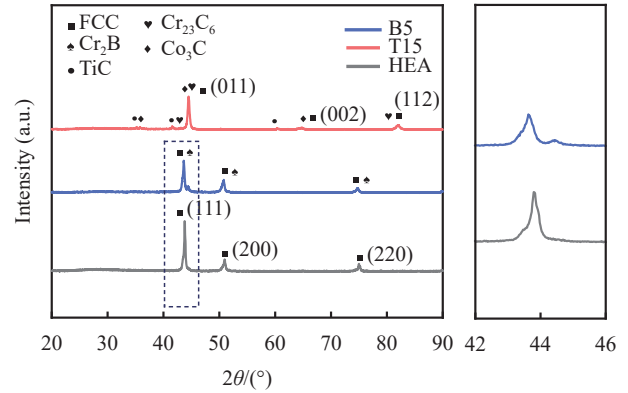 ■ FCC ♥ Cr₂₃C₆
♠ Cr₂B ♦ Co₃C
● TiC
B5
T15
HEA
(011)
(002)
(112)
(111)
(200)
(220)
Intensity (a.u.)
20 30 40 50 60 70 80 90
2θ/(°)
42 44 46